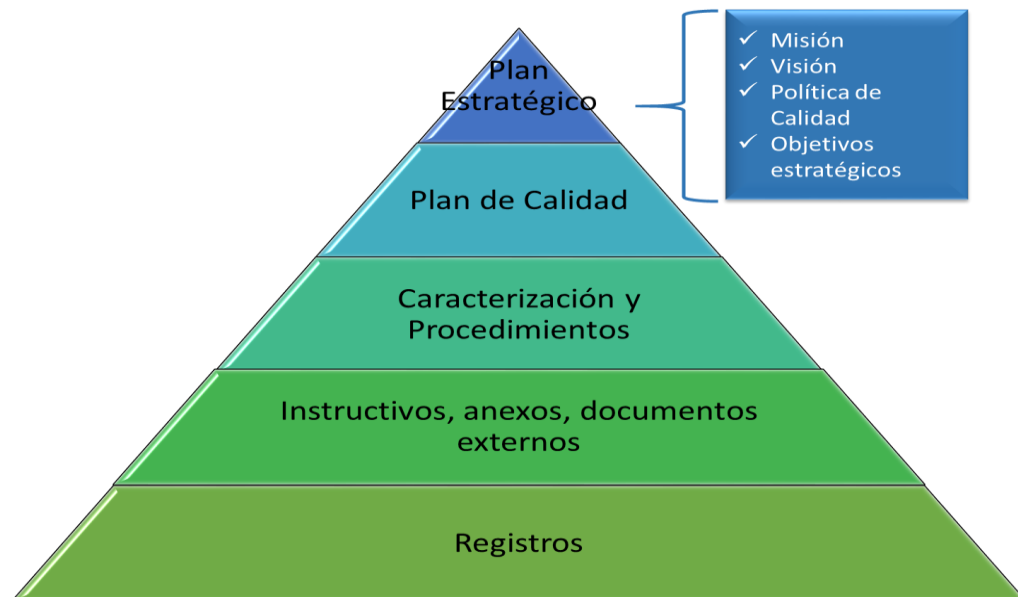 Plan
Estratégico
✓ Misión
✓ Visión
✓ Política de
Calidad
✓ Objetivos
estratégicos
Plan de Calidad
Caracterización y
Procedimientos
Instructivos, anexos, documentos
externos
Registros